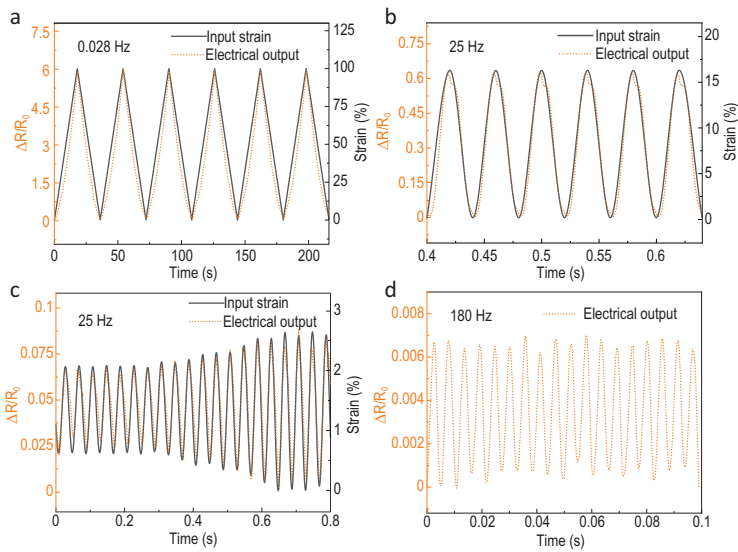 a
0.028 Hz
Input strain
Electrical output
7.5
6
4.5
3
1.5
0
ΔR/R0
125
100
75
50
25
0
Strain (%)
0 50 100 150 200
Time (s)
b
25 Hz
Input strain
Electrical output
0.75
0.6
0.45
0.3
0.15
0
ΔR/R0
20
15
10
5
0
Strain (%)
0.4 0.45 0.5 0.55 0.6
Time (s)
c
25 Hz
Input strain
Electrical output
0.1
0.075
0.05
0.025
0
ΔR/R0
3
2
1
0
Strain (%)
0 0.2 0.4 0.6 0.8
Time (s)
d
180 Hz
Electrical output
0.008
0.006
0.004
0.002
0
ΔR/R0
0 0.02 0.04 0.06 0.08 0.1
Time (s)